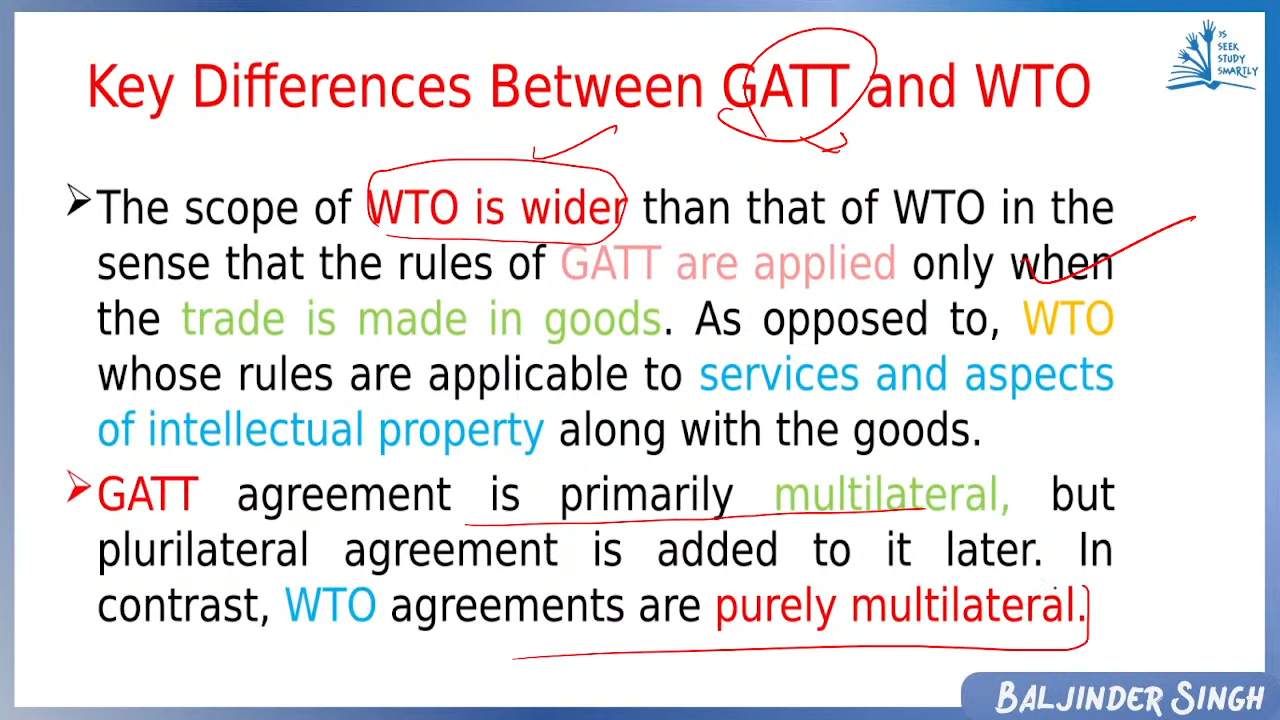 Key Differences Between GATT and WTO
3S
SEEK
STUDY
SMARTLY
The scope of WTO is wider than that of WTO in the
sense that the rules of GATT are applied only when
the trade is made in goods. As opposed to, WTO
whose rules are applicable to services and aspects
of intellectual property along with the goods.
GATT agreement is primarily multilateral, but
plurilateral agreement is added to it later. In
contrast, WTO agreements are purely multilateral.
BALJINDER SINGH